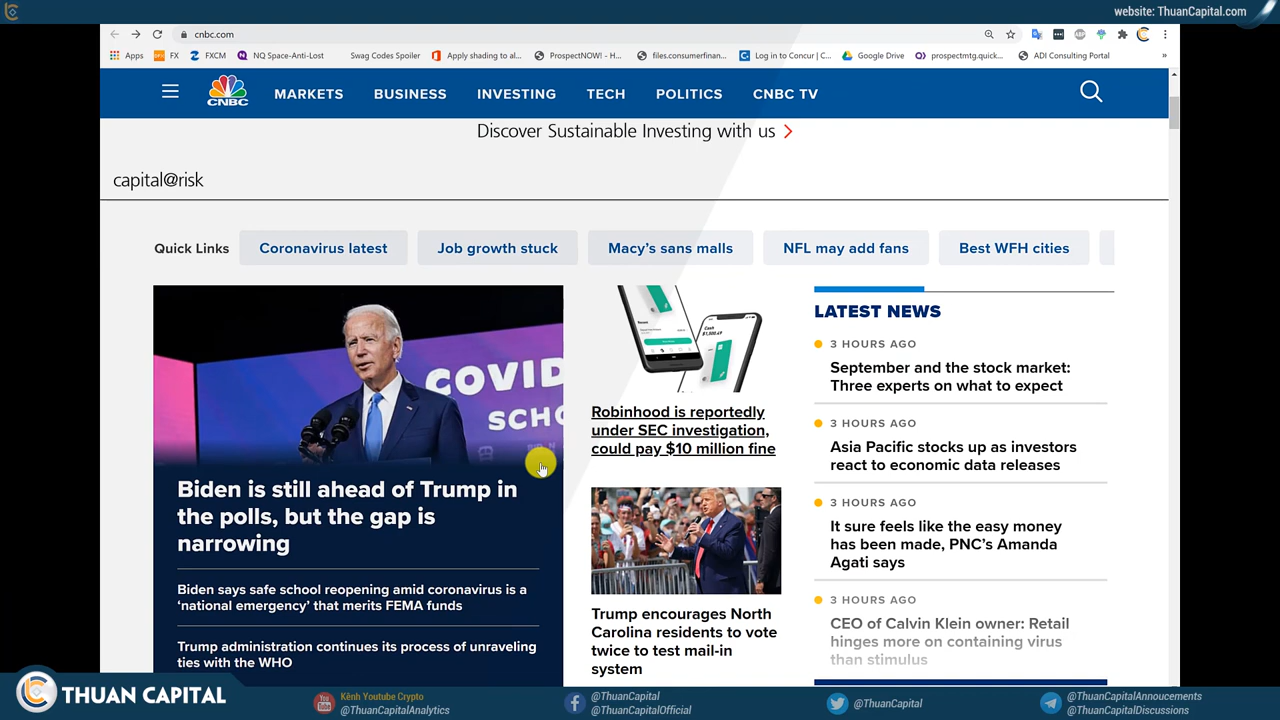 website: ThuanCapital.com
cnbc.com
Apps
FX
FXCM
NQ Space-Anti-Lost
Swag Codes Spoiler
Apply shading to al...
ProspectNOW! - H...
files.consumerfinan...
Log in to Concur | C...
Google Drive
prospectmtg.quick...
ADI Consulting Portal
»
CNBC
MARKETS
BUSINESS
INVESTING
TECH
POLITICS
CNBC TV
Discover Sustainable Investing with us
capital@risk
Quick Links
Coronavirus latest
Job growth stuck
Macy's sans malls
NFL may add fans
Best WFH cities
COVID
SCHO
Biden is still ahead of Trump in
the polls, but the gap is
narrowing
Biden says safe school reopening amid coronavirus is a
‘national emergency’ that merits FEMA funds
Trump administration continues its process of unraveling
ties with the WHO
Robinhood is reportedly
under SEC investigation,
could pay $10 million fine
Trump encourages North
Carolina residents to vote
twice to test mail-in
system
LATEST NEWS
3 HOURS AGO
September and the stock market:
Three experts on what to expect
3 HOURS AGO
Asia Pacific stocks up as investors
react to economic data releases
3 HOURS AGO
It sure feels like the easy money
has been made, PNC's Amanda
Agati says
3 HOURS AGO
CEO of Calvin Klein owner: Retail
hinges more on containing virus
than stimulus
THUAN CAPITAL
Kênh Youtube Crypto
@ThuanCapitalAnalytics
@ThuanCapital
@ThuanCapitalOfficial
@ThuanCapital
@ThuanCapitalAnnoucements
@ThuanCapitalDiscussions